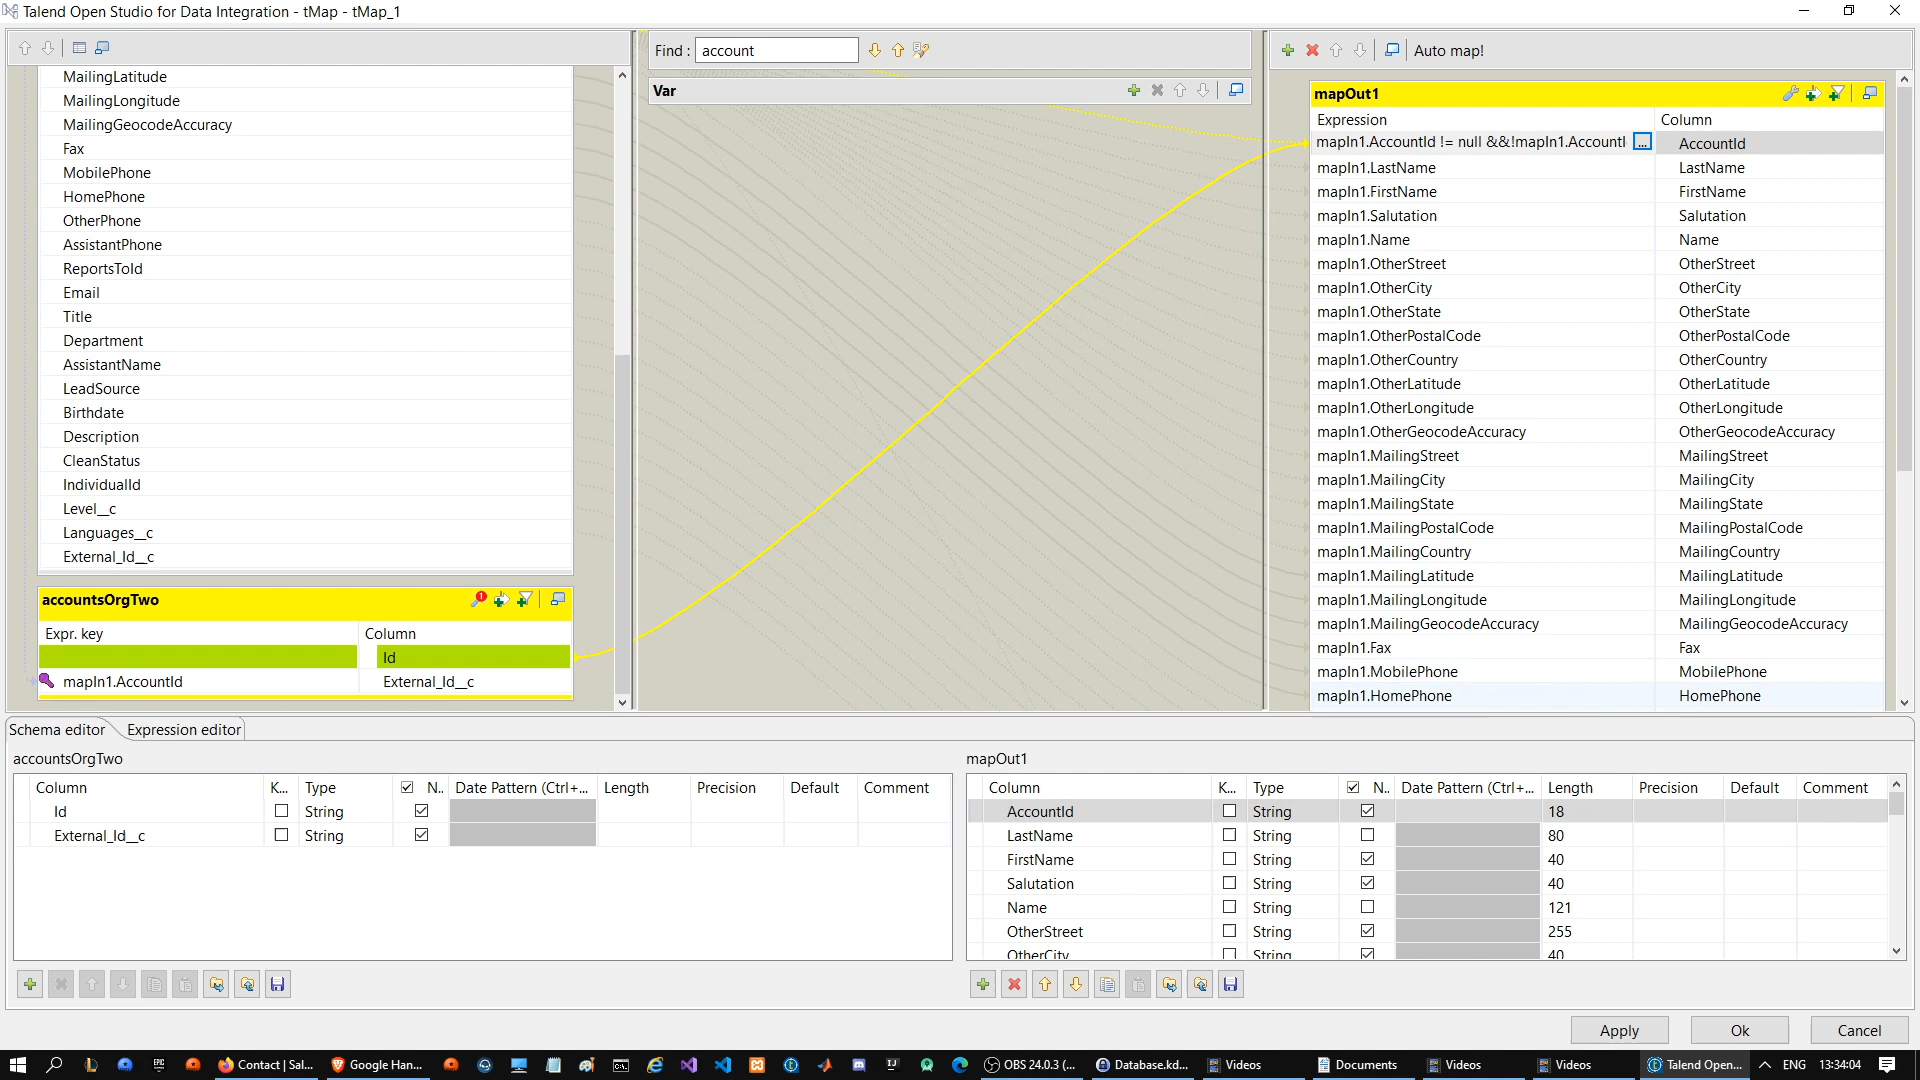 Talend Open Studio for Data Integration - tMap - tMap_1
MailingLatitude
MailingLongitude
MailingGeocodeAccuracy
Fax
MobilePhone
HomePhone
OtherPhone
AssistantPhone
ReportsToId
Email
Title
Department
AssistantName
LeadSource
Birthdate
Description
CleanStatus
IndividualId
Level__c
Languages__c
External_Id__c
accountsOrgTwo
Expr. key Column
Id
mapIn1.AccountId External_Id__c
Find : account
Var
Auto map!
mapOut1
Expression Column
mapIn1.AccountId != null &&!mapIn1.AccountI ... AccountId
mapIn1.LastName LastName
mapIn1.FirstName FirstName
mapIn1.Salutation Salutation
mapIn1.Name Name
mapIn1.OtherStreet OtherStreet
mapIn1.OtherCity OtherCity
mapIn1.OtherState OtherState
mapIn1.OtherPostalCode OtherPostalCode
mapIn1.OtherCountry OtherCountry
mapIn1.OtherLatitude OtherLatitude
mapIn1.OtherLongitude OtherLongitude
mapIn1.OtherGeocodeAccuracy OtherGeocodeAccuracy
mapIn1.MailingStreet MailingStreet
mapIn1.MailingCity MailingCity
mapIn1.MailingState MailingState
mapIn1.MailingPostalCode MailingPostalCode
mapIn1.MailingCountry MailingCountry
mapIn1.MailingLatitude MailingLatitude
mapIn1.MailingLongitude MailingLongitude
mapIn1.MailingGeocodeAccuracy MailingGeocodeAccuracy
mapIn1.Fax Fax
mapIn1.MobilePhone MobilePhone
mapIn1.HomePhone HomePhone
Schema editor Expression editor
accountsOrgTwo
Column K... Type N.. Date Pattern (Ctrl+... Length Precision Default Comment
Id String
External_Id__c String
mapOut1
Column K... Type N.. Date Pattern (Ctrl+... Length Precision Default Comment
AccountId String 18
LastName String 80
FirstName String 40
Salutation String 40
Name String 121
OtherStreet String 255
OtherCity String 40
Apply Ok Cancel
Contact | Sal... Google Han... OBS 24.0.3 (... Database.kd... Videos Documents Videos Videos Talend Open... ENG 13:34:04